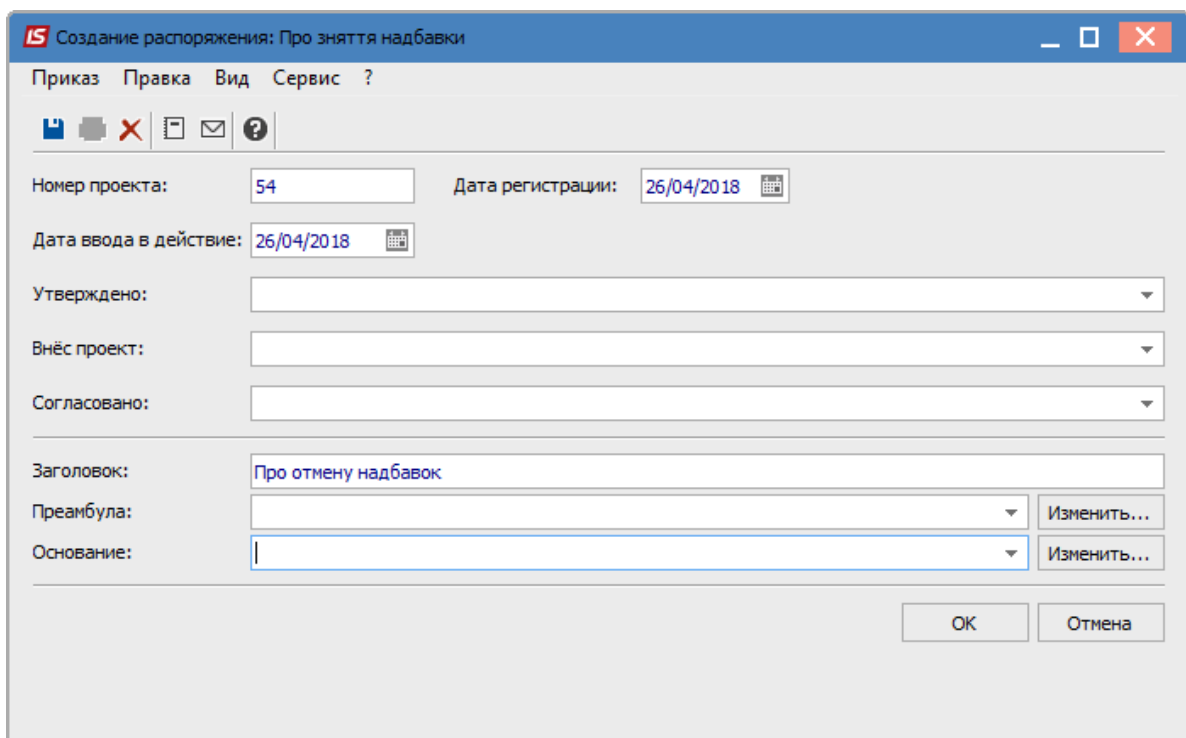 IS Создание распоряжения: Про зняття надбавки
Приказ Правка Вид Сервис ?
Номер проекта: 54 Дата регистрации: 26/04/2018
Дата ввода в действие: 26/04/2018
Утверждено:
Внёс проект:
Согласовано:
Заголовок: Про отмену надбавок
Преамбула: Изменить...
Основание: Изменить...
ОК Отмена